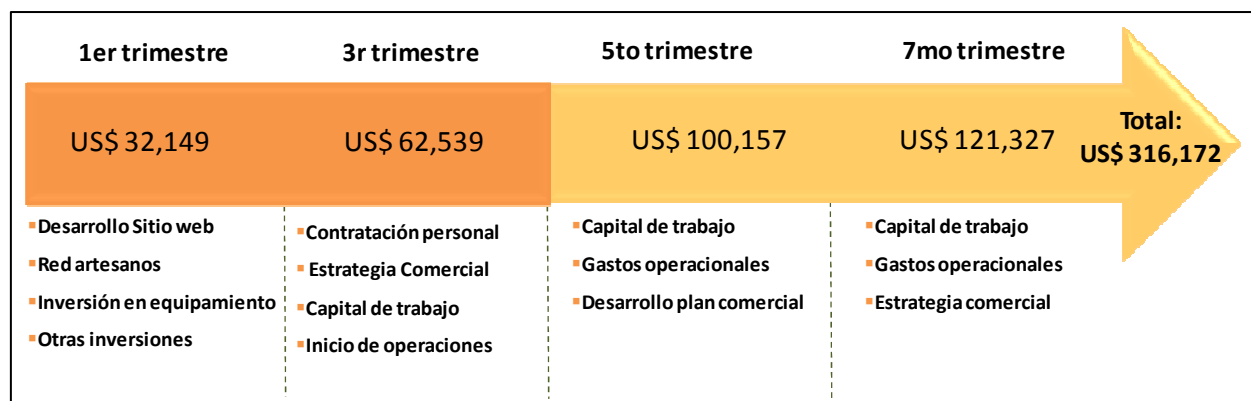 1er trimestre
3r trimestre
5to trimestre
7mo trimestre
US$ 32,149
US$ 62,539
US$ 100,157
US$ 121,327
Total:
US$ 316,172
▪Desarrollo Sitio web
▪Red artesanos
▪Inversión en equipamiento
▪Otras inversiones
▪Contratación personal
▪Estrategia Comercial
▪Capital de trabajo
▪Inicio de operaciones
▪Capital de trabajo
▪Gastos operacionales
▪Desarrollo plan comercial
▪Capital de trabajo
▪Gastos operacionales
▪Estrategia comercial